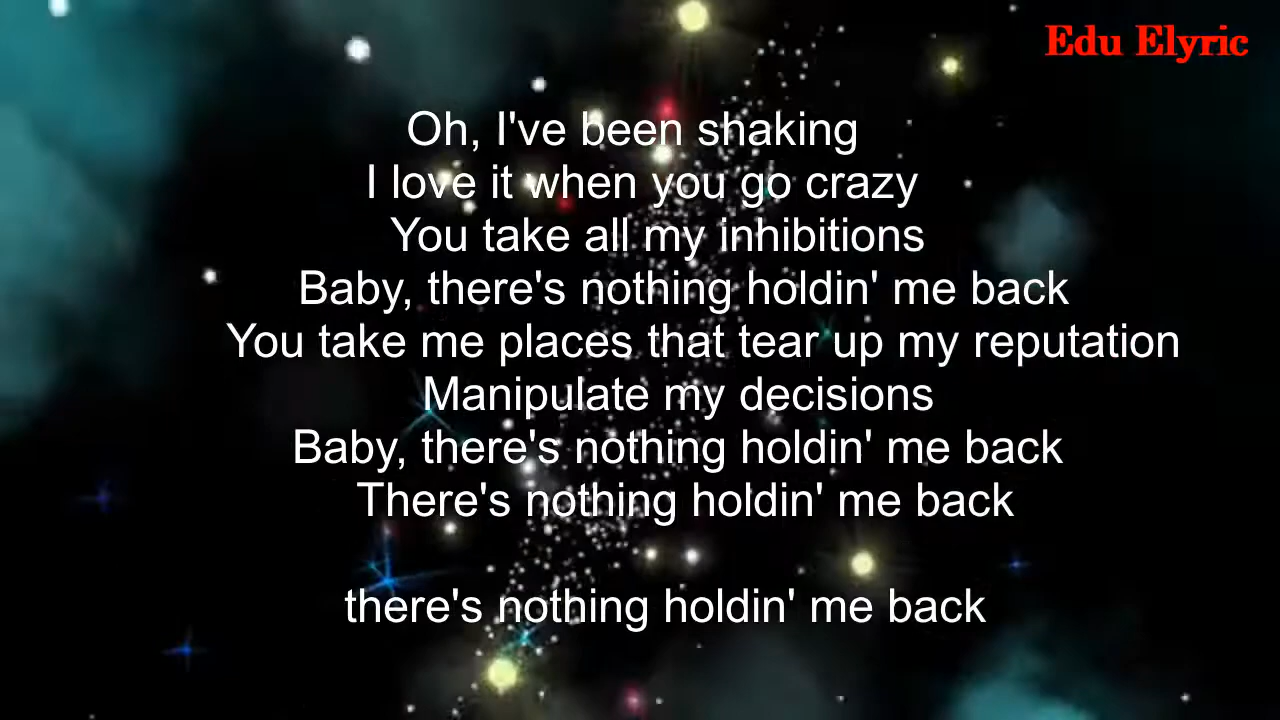 Edu Elyric
Oh, I've been shaking
I love it when you go crazy
You take all my inhibitions
Baby, there's nothing holdin' me back
You take me places that tear up my reputation
Manipulate my decisions
Baby, there's nothing holdin' me back
There's nothing holdin' me back
there's nothing holdin' me back